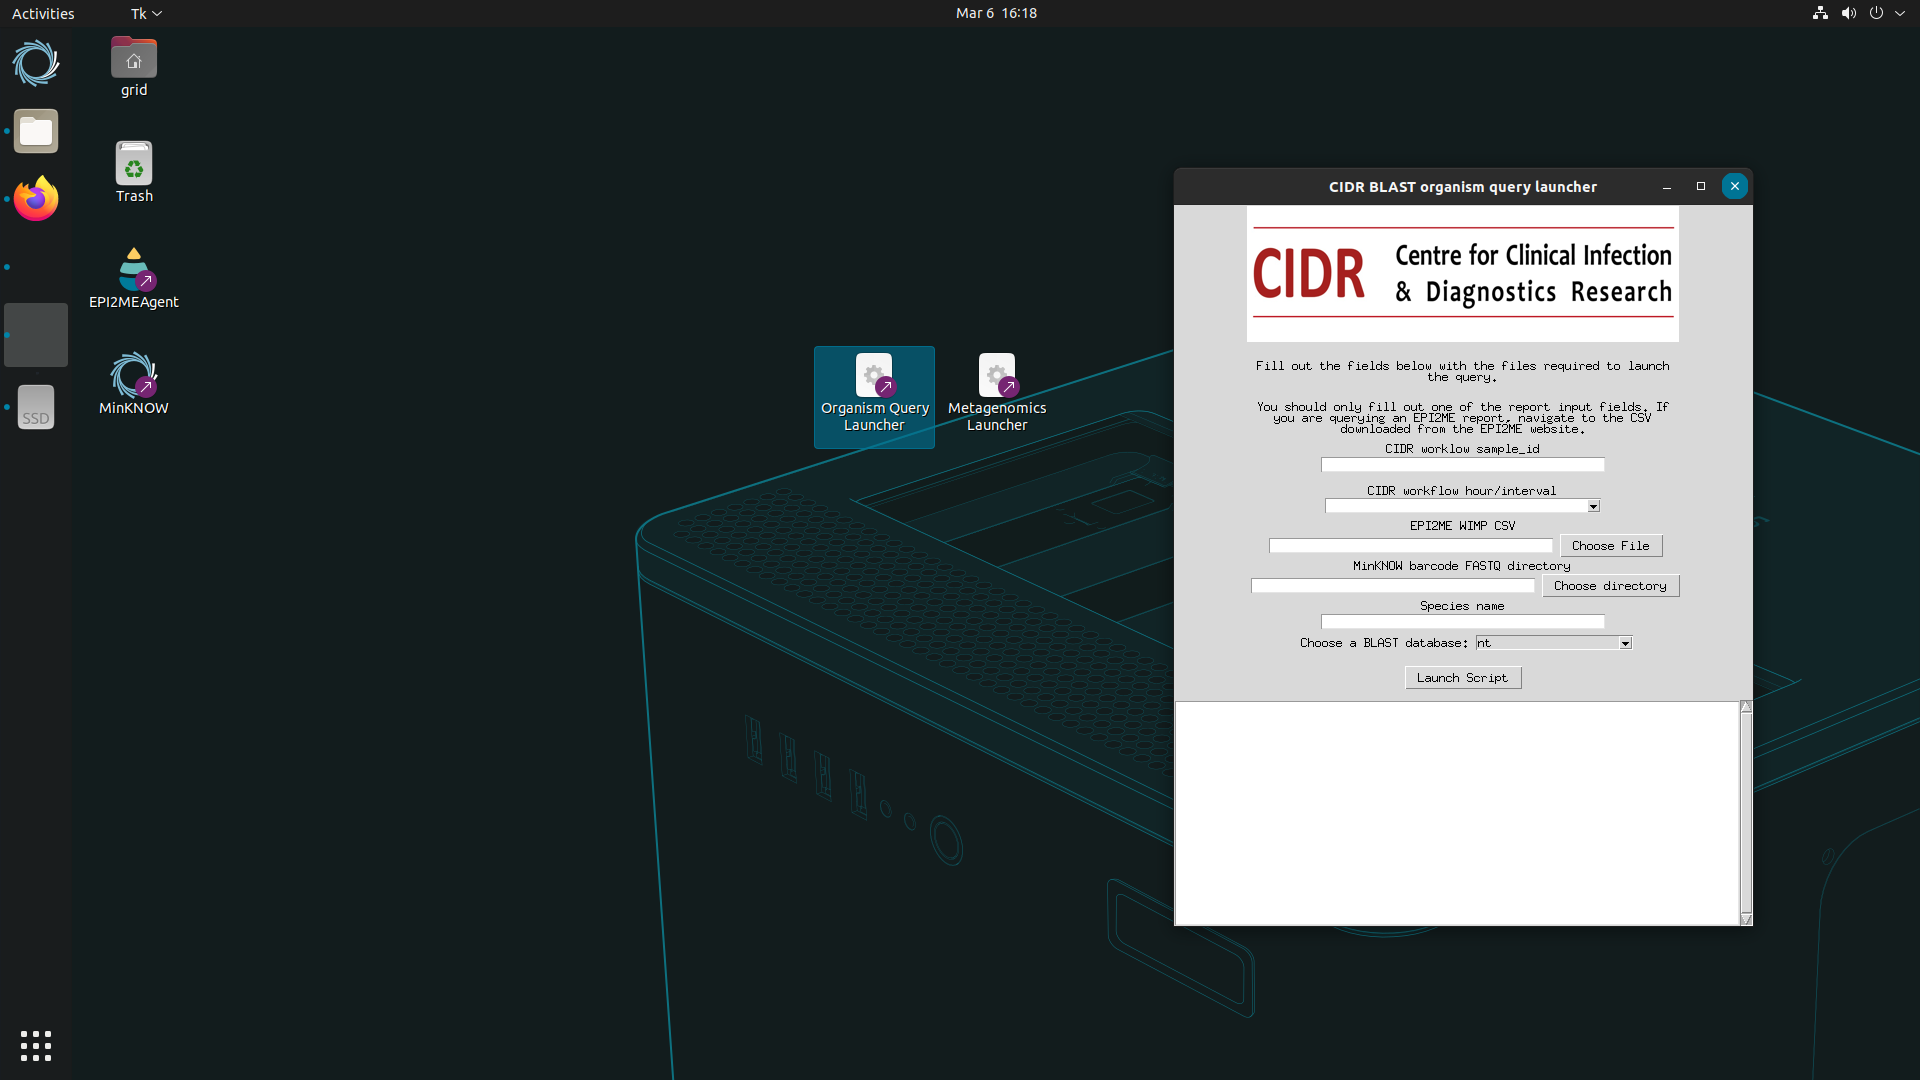 Activities
Tk
Mar 6 16:18
grid
Trash
EPI2MEAgent
MinKNOW
SSD
Organism Query
Launcher
Metagenomics
Launcher
CIDR BLAST organism query launcher
CIDR
Centre for Clinical Infection
& Diagnostics Research
Fill out the fields below with the files required to launch
the query.
You should only fill out one of the report input fields. If
you are querying an EPI2ME report, navigate to the CSV
downloaded from the EPI2ME website.
CIDR worklow sample_id
CIDR workflow hour/interval
EPI2ME WIMP CSV
Choose File
MinKNOW barcode FASTQ directory
Choose directory
Species name
Choose a BLAST database: nt
Launch Script